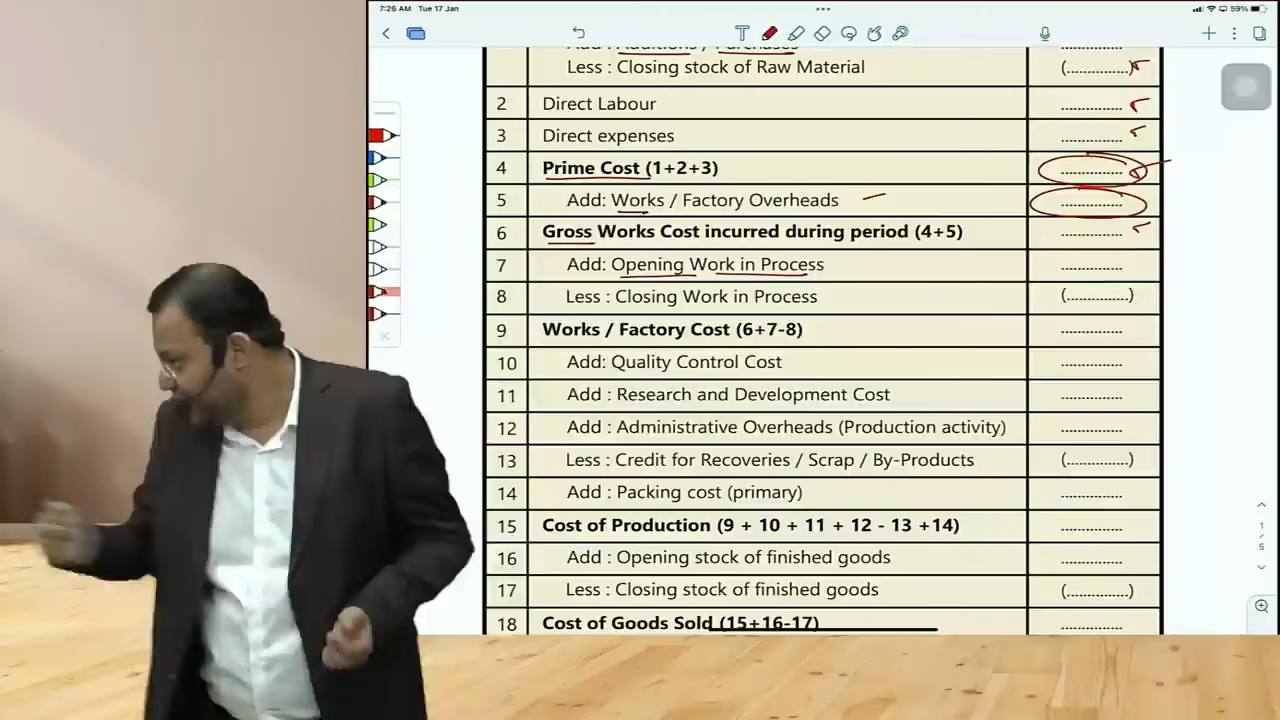 7:26 AM Tue 17 Jan
59%
T
Add : Additions / Purchases
Less : Closing stock of Raw Material (..............)
2 Direct Labour ..............
3 Direct expenses ..............
4 Prime Cost (1+2+3) ..............
5 Add: Works / Factory Overheads ..............
6 Gross Works Cost incurred during period (4+5) ..............
7 Add: Opening Work in Process ..............
8 Less : Closing Work in Process (..............)
9 Works / Factory Cost (6+7-8) ..............
10 Add: Quality Control Cost ..............
11 Add : Research and Development Cost ..............
12 Add : Administrative Overheads (Production activity) ..............
13 Less : Credit for Recoveries / Scrap / By-Products (..............)
14 Add : Packing cost (primary) ..............
15 Cost of Production (9 + 10 + 11 + 12 - 13 +14) ..............
16 Add : Opening stock of finished goods ..............
17 Less : Closing stock of finished goods (..............)
18 Cost of Goods Sold (15+16-17) ..............
1
/
5